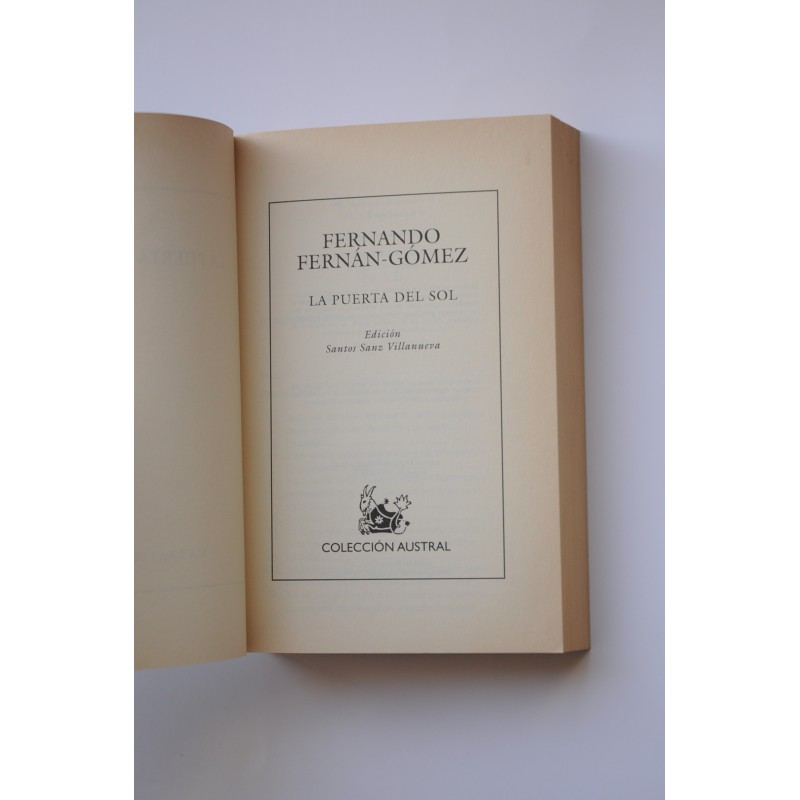 FERNANDO
FERNÁN-GÓMEZ
LA PUERTA DEL SOL
Edición
Santos Sanz Villanueva
COLECCIÓN AUSTRAL